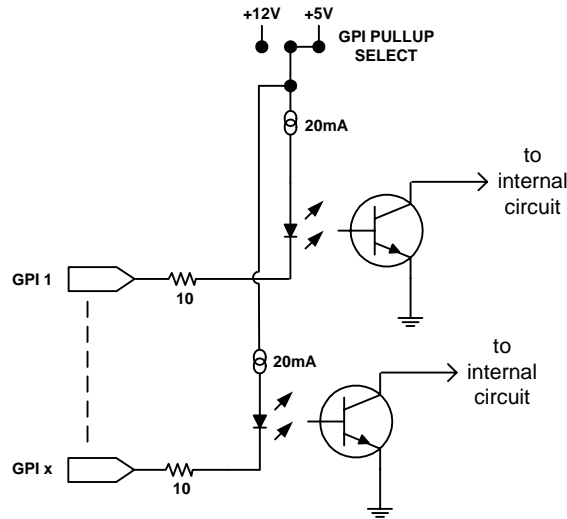 +12V
+5V
GPI PULLUP
SELECT
20mA
to
internal
circuit
GPI 1
10
20mA
to
internal
circuit
GPI x
10